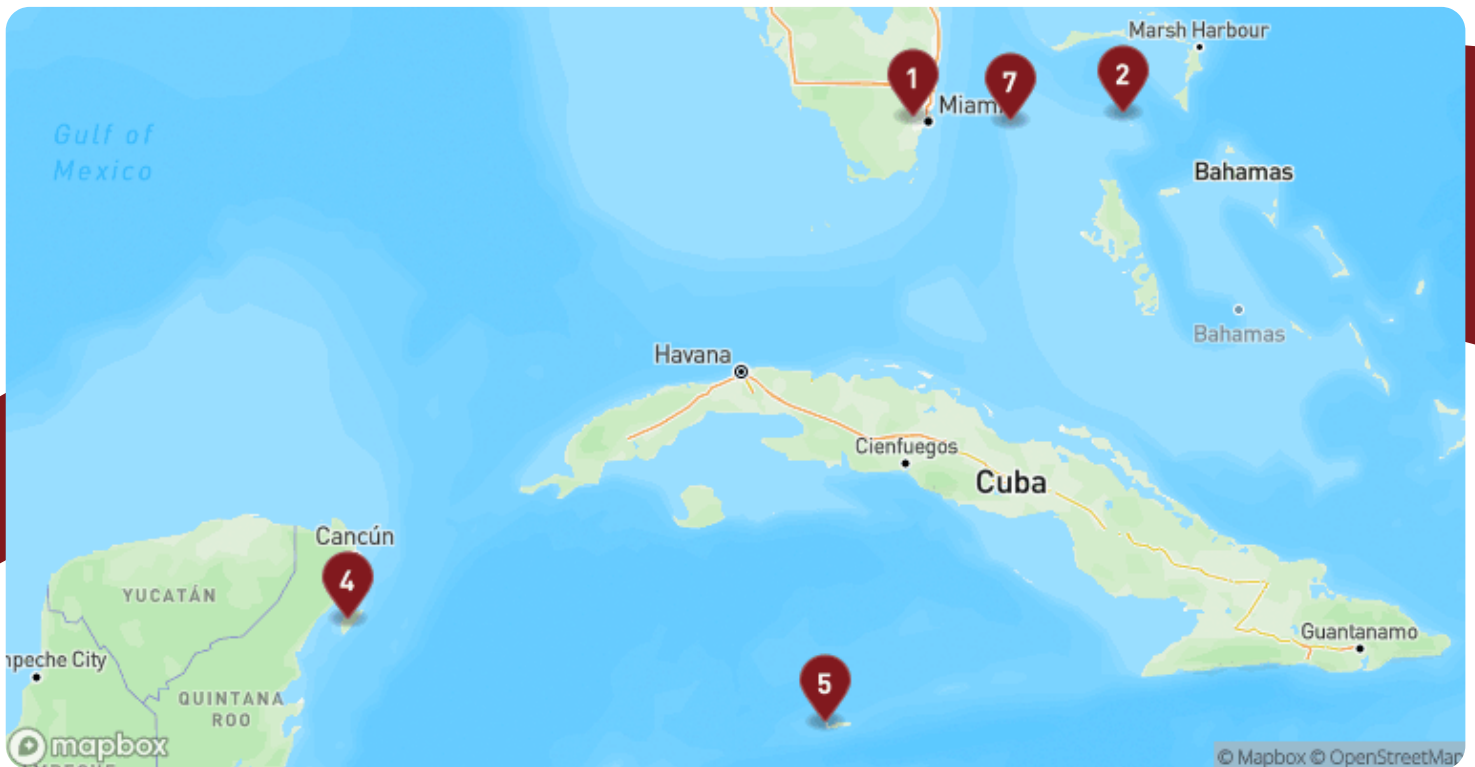 Marsh Harbour
1
7
2
Miami
Gulf of
Mexico
Bahamas
Bahamas
Havana
Cienfuegos
Cuba
Cancún
4
YUCATÁN
Guantanamo
mpeche City
5
QUINTANA
ROO
mapbox
© Mapbox © OpenStreetMap